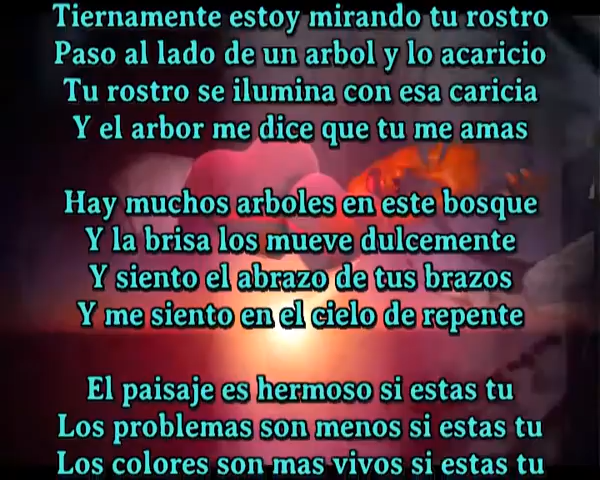 Tiernamente estoy mirando tu rostro
Paso al lado de un arbol y lo acaricio
Tu rostro se ilumina con esa caricia
Y el arbor me dice que tu me amas
Hay muchos arboles en este bosque
Y la brisa los mueve dulcemente
Y siento el abrazo de tus brazos
Y me siento en el cielo de repente
El paisaje es hermoso si estas tu
Los problemas son menos si estas tu
Los colores son mas vivos si estas tu